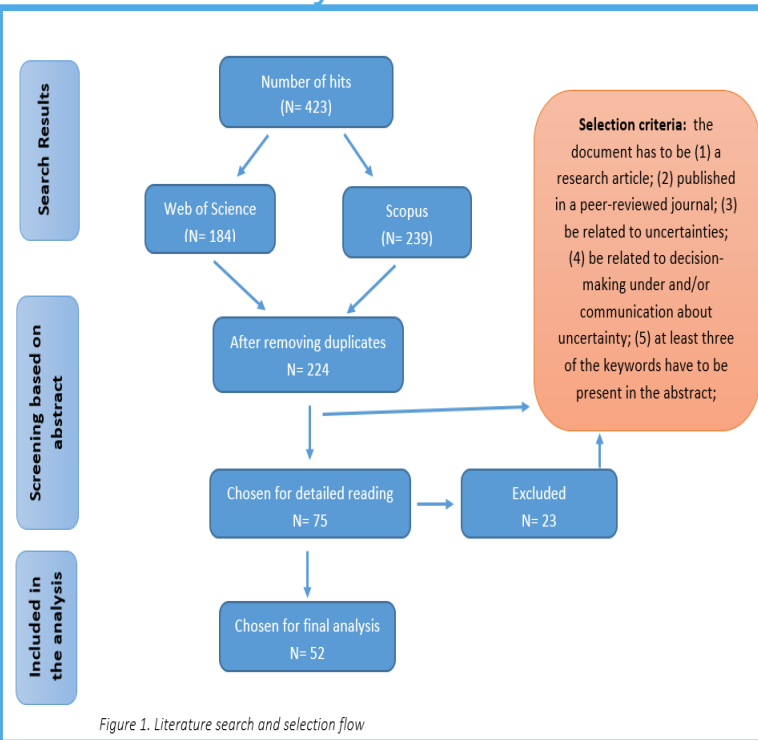 Search Results
Number of hits
(N= 423)
Web of Science
(N= 184)
Scopus
(N= 239)
Screening based on
abstract
After removing duplicates
N= 224
Chosen for detailed reading
N= 75
Excluded
N= 23
Selection criteria: the
document has to be (1) a
research article; (2) published
in a peer-reviewed journal; (3)
be related to uncertainties;
(4) be related to decision-
making under and/or
communication about
uncertainty; (5) at least three
of the keywords have to be
present in the abstract;
Included in
the analysis
Chosen for final analysis
N= 52
Figure 1. Literature search and selection flow